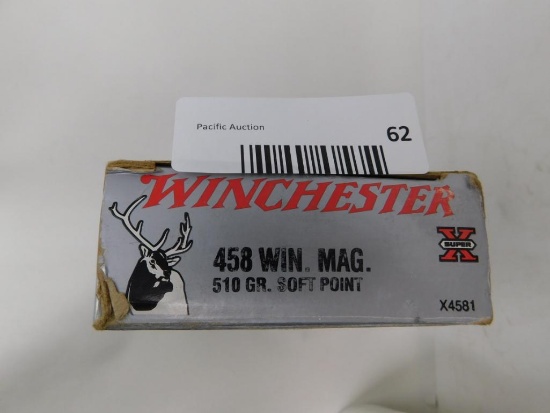 Pacific Auction
62
WINCHESTER
SUPER X
458 WIN. MAG.
510 GR. SOFT POINT
X4581